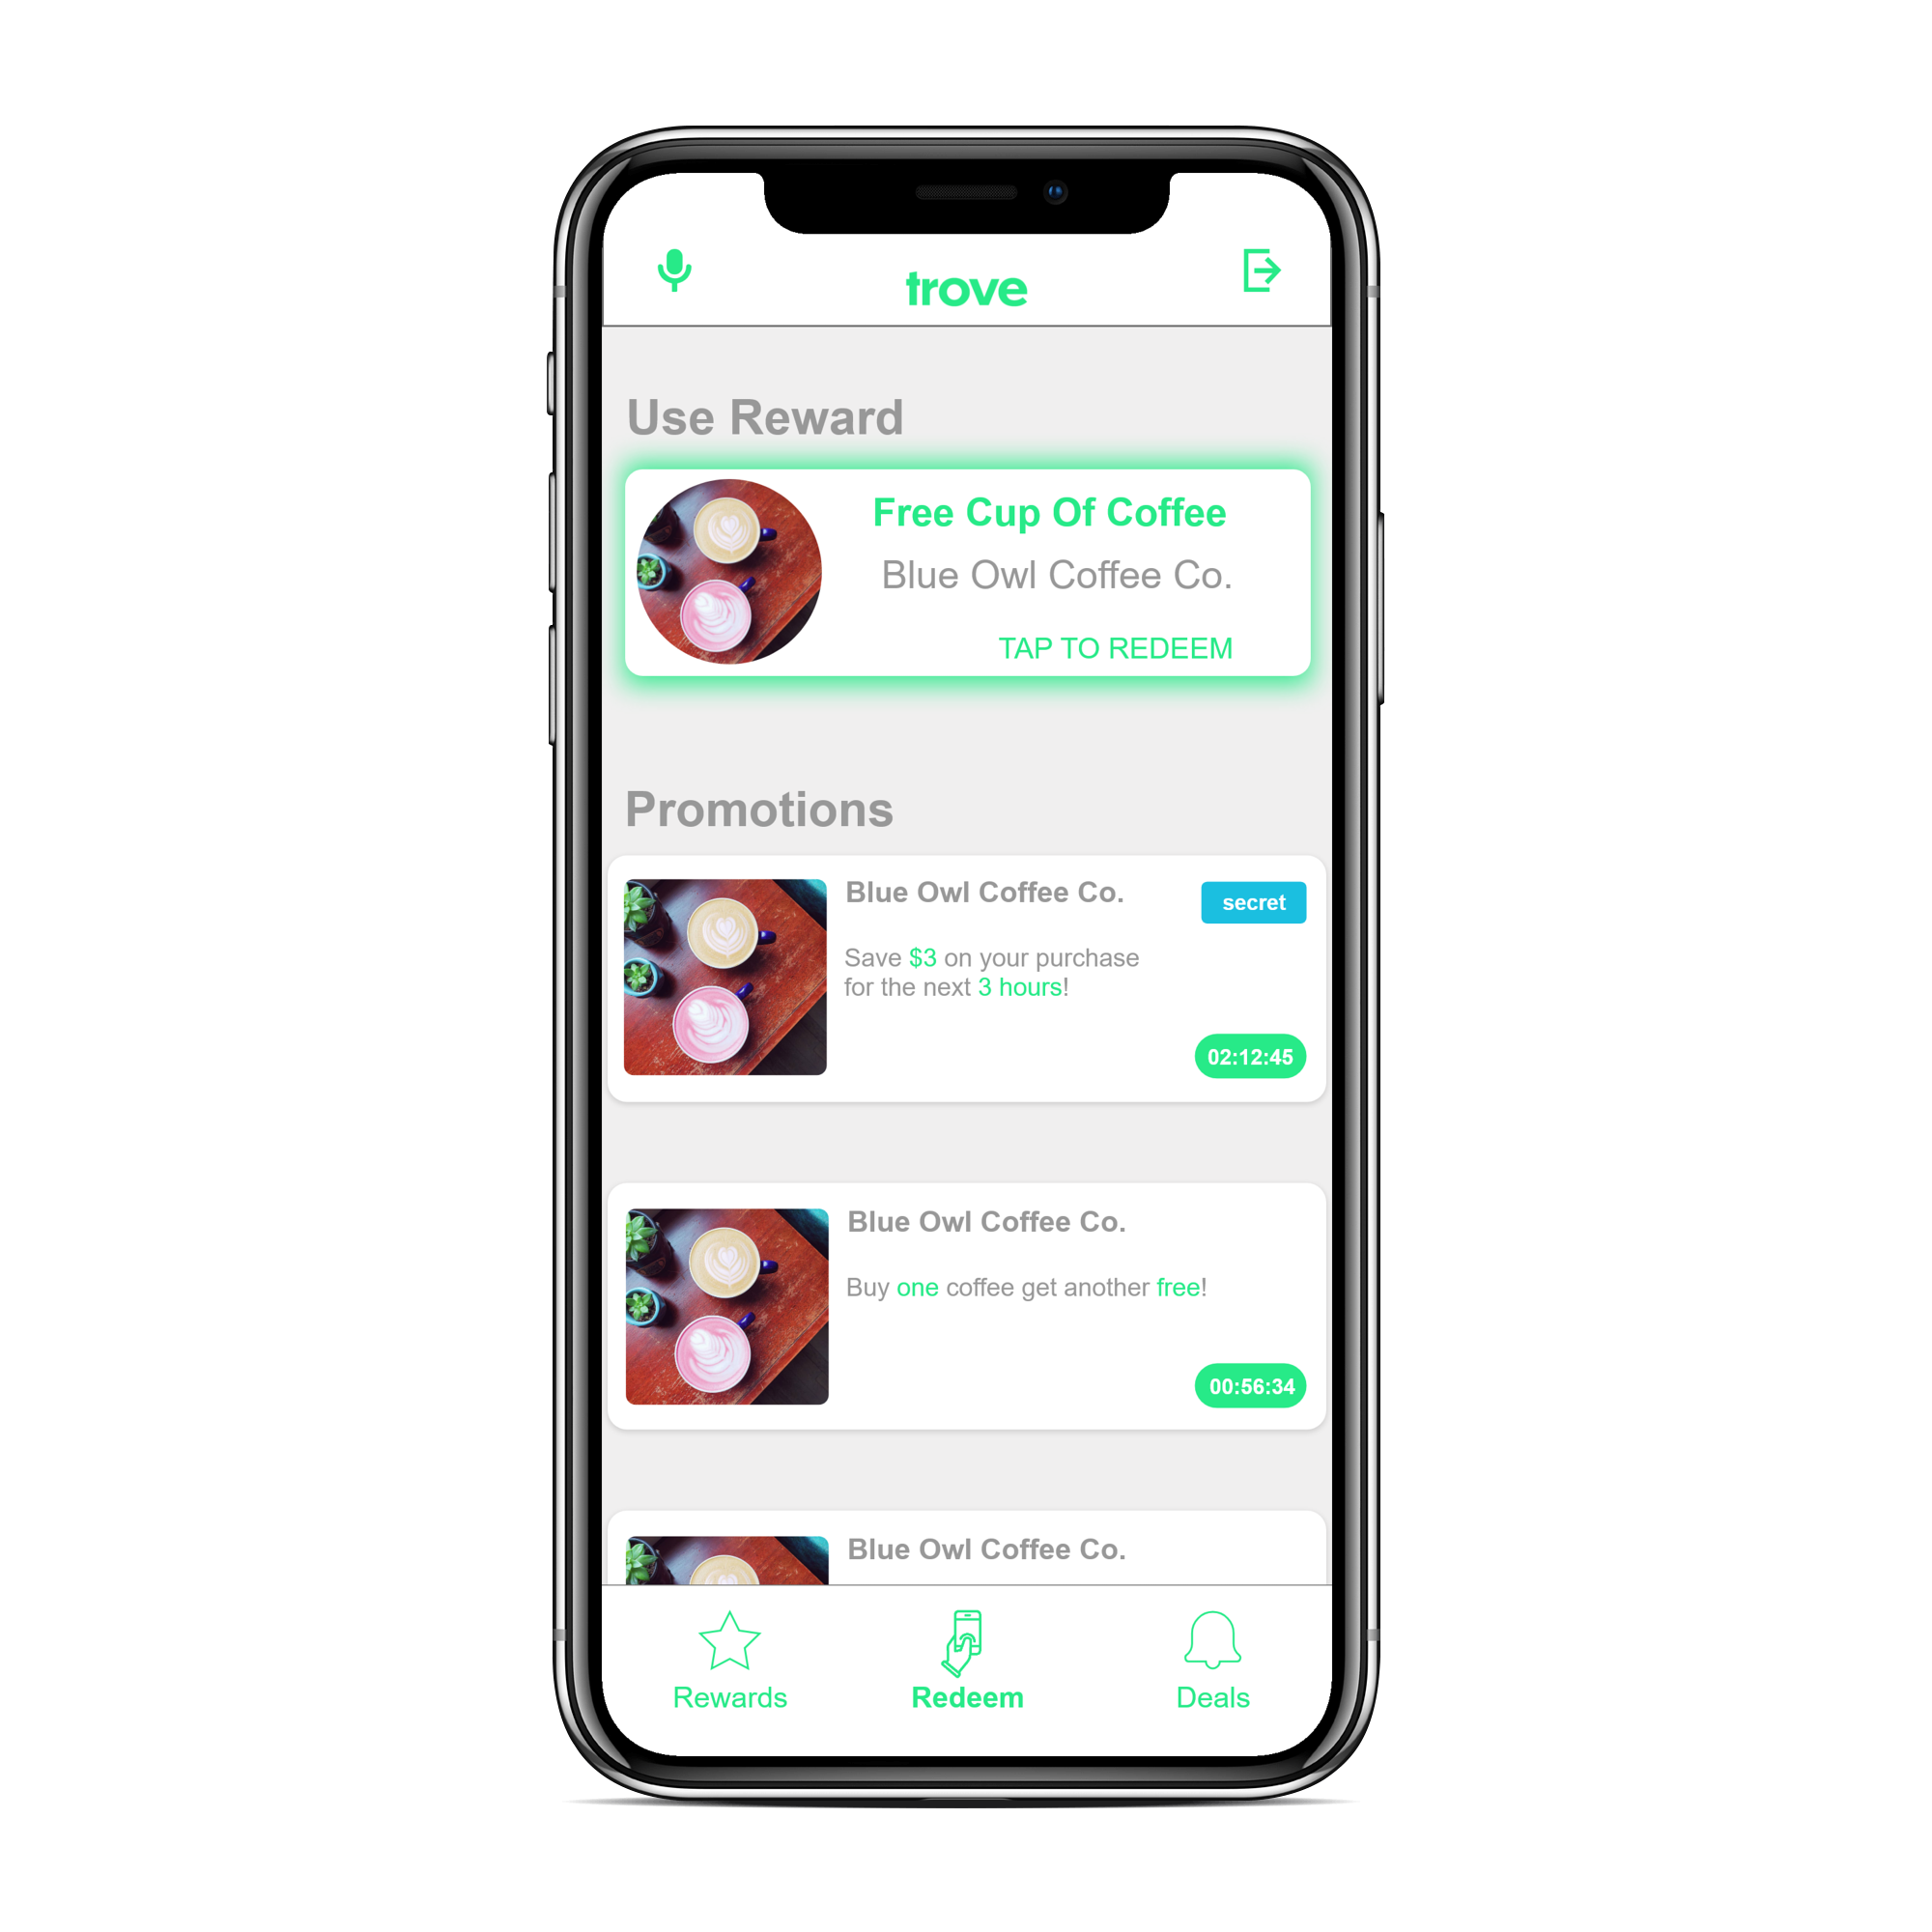 trove
Use Reward
Free Cup Of Coffee
Blue Owl Coffee Co.
TAP TO REDEEM
Promotions
Blue Owl Coffee Co.
secret
Save $3 on your purchase
for the next 3 hours!
02:12:45
Blue Owl Coffee Co.
Buy one coffee get another free!
00:56:34
Blue Owl Coffee Co.
Rewards
Redeem
Deals